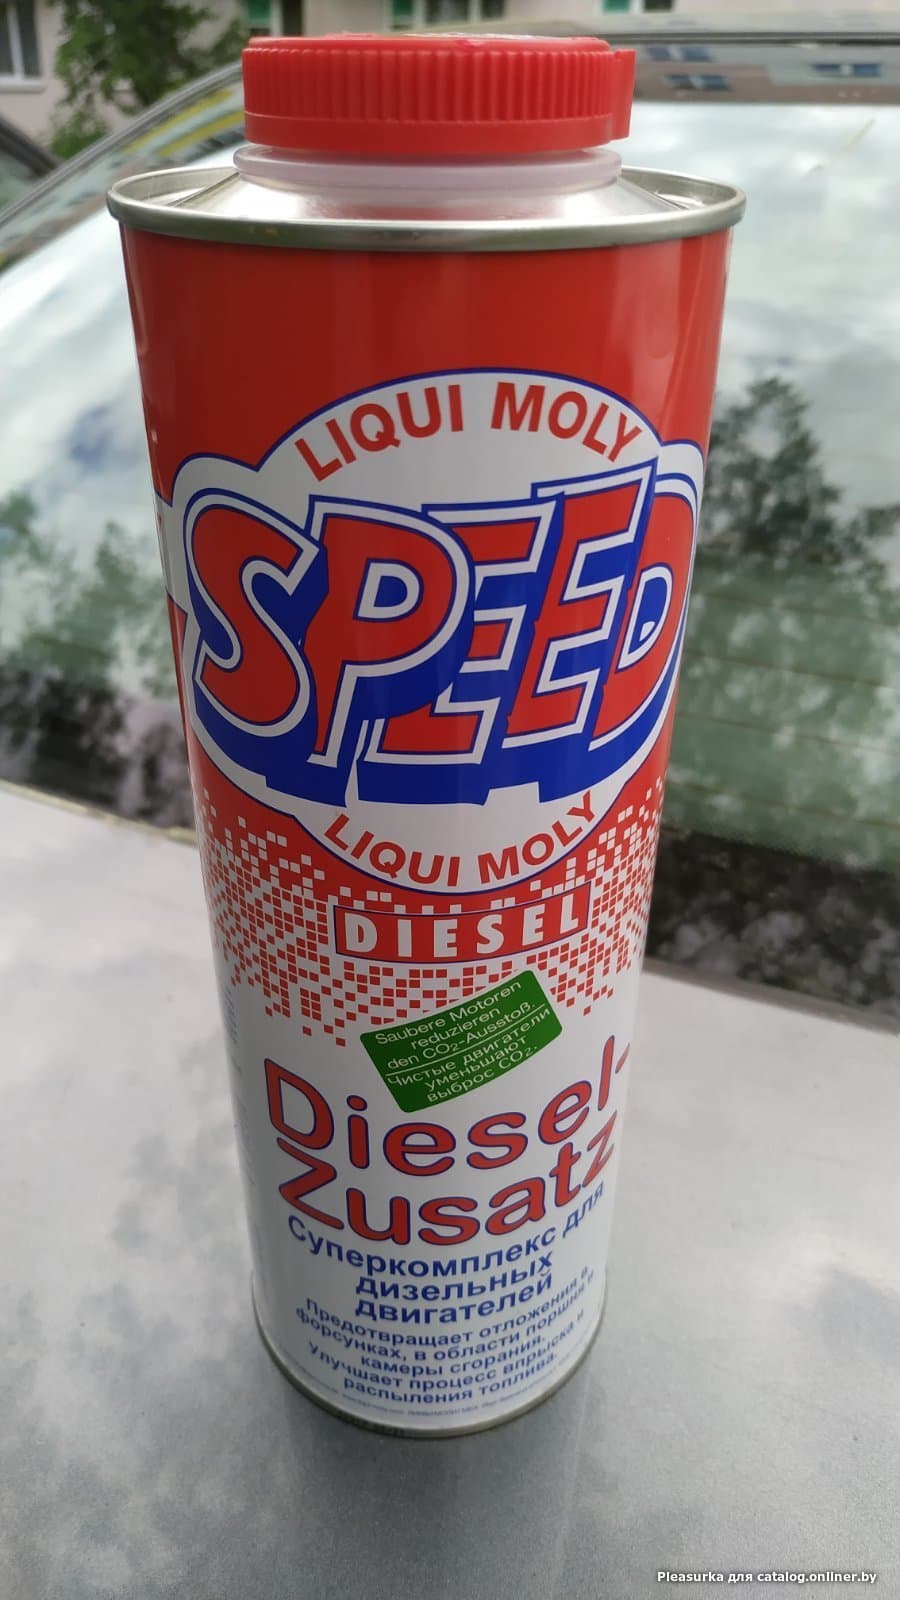 LIQUI MOLY
SPEED
LIQUI MOLY
DIESEL
Saubere Motoren
reduzieren
den CO₂-Ausstoß.
Чистые двигатели
уменьшают
выброс CO₂.
Diesel-
Zusatz
Суперкомплекс для
дизельных
двигателей
Предотвращает отложения в
форсунках, в области поршня и
камеры сгорания.
Улучшает процесс впрыска и
распыления топлива.
Pleasurka для catalog.onliner.by